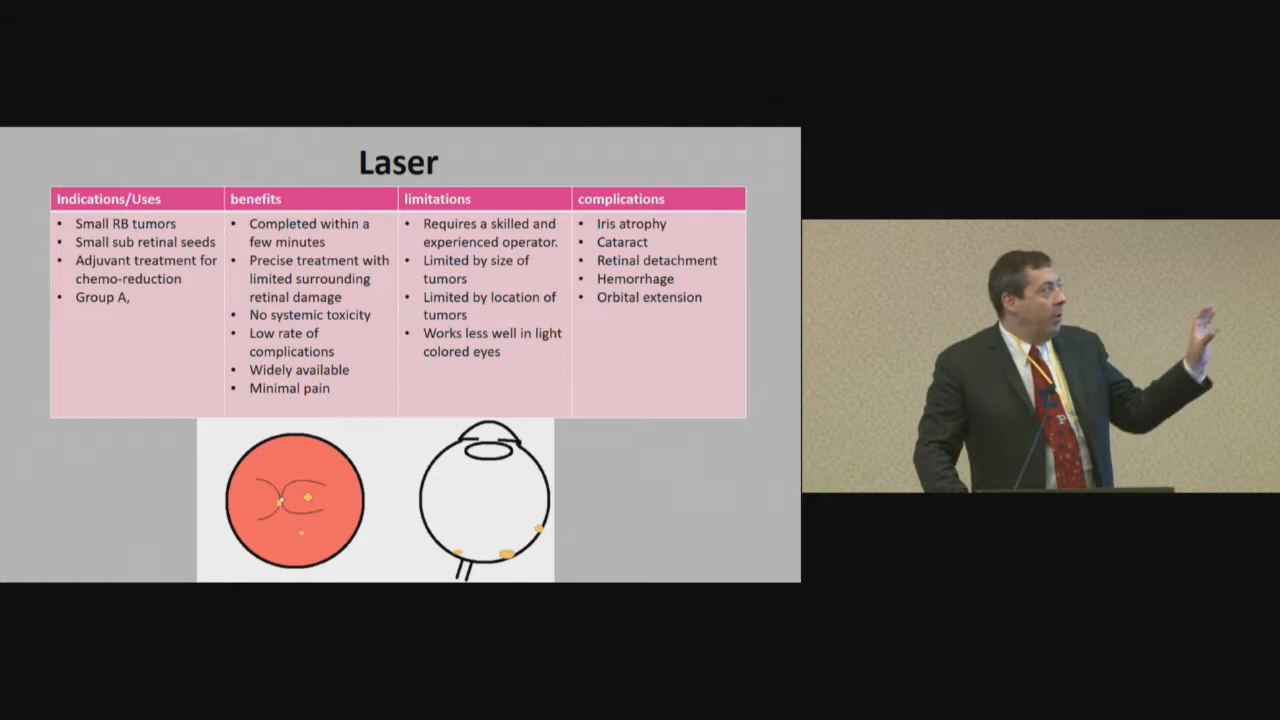 Laser
Indications/Uses
• Small RB tumors
• Small sub retinal seeds
• Adjuvant treatment for
chemo-reduction
• Group A,
benefits
• Completed within a
few minutes
• Precise treatment with
limited surrounding
retinal damage
• No systemic toxicity
• Low rate of
complications
• Widely available
• Minimal pain
limitations
• Requires a skilled and
experienced operator.
• Limited by size of
tumors
• Limited by location of
tumors
• Works less well in light
colored eyes
complications
• Iris atrophy
• Cataract
• Retinal detachment
• Hemorrhage
• Orbital extension